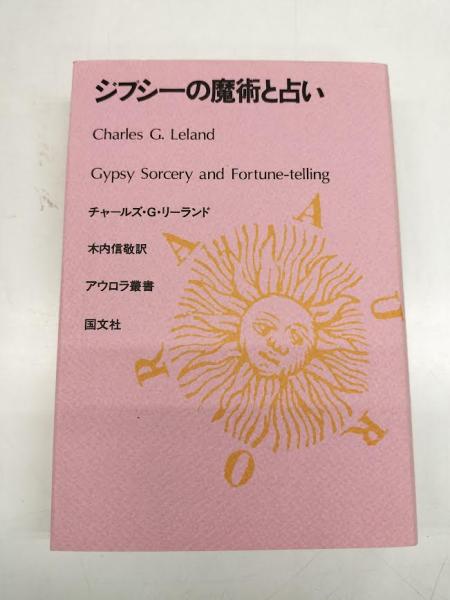 ジプシーの魔術と占い
Charles G. Leland
Gypsy Sorcery and Fortune-telling
チャールズ・G・リーランド
木内信敬訳
アウロラ叢書
国文社
AURORA